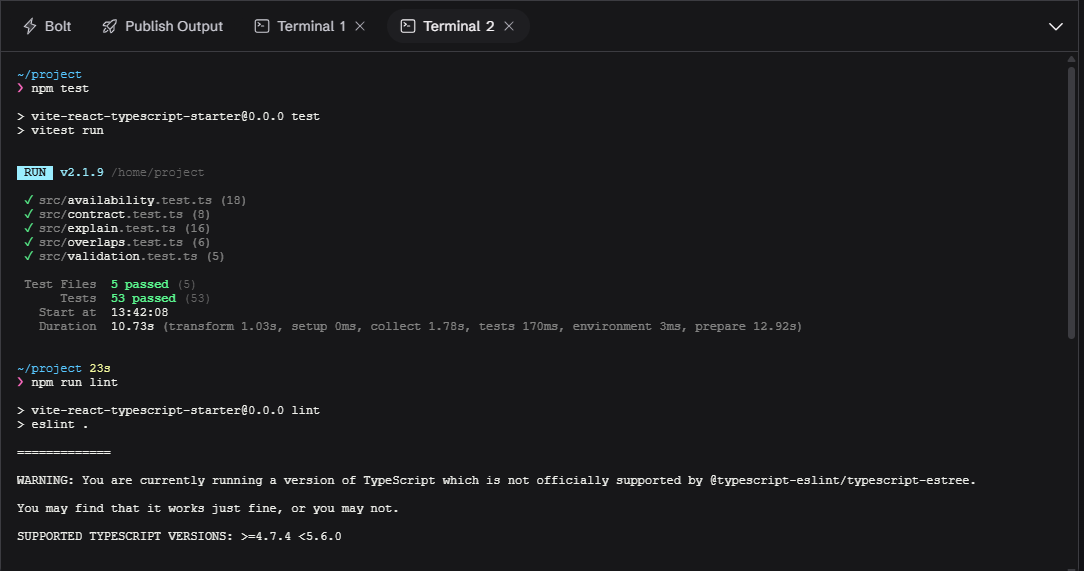 Bolt Publish Output Terminal 1 Terminal 2
~/project
❯ npm test
> vite-react-typescript-starter@0.0.0 test
> vitest run
RUN v2.1.9 /home/project
✓ src/availability.test.ts (18)
✓ src/contract.test.ts (8)
✓ src/explain.test.ts (16)
✓ src/overlaps.test.ts (6)
✓ src/validation.test.ts (5)
Test Files 5 passed (5)
Tests 53 passed (53)
Start at 13:42:08
Duration 10.73s (transform 1.03s, setup 0ms, collect 1.78s, tests 170ms, environment 3ms, prepare 12.92s)
~/project 23s
❯ npm run lint
> vite-react-typescript-starter@0.0.0 lint
> eslint .
=============
WARNING: You are currently running a version of TypeScript which is not officially supported by @typescript-eslint/typescript-estree.
You may find that it works just fine, or you may not.
SUPPORTED TYPESCRIPT VERSIONS: >=4.7.4 <5.6.0